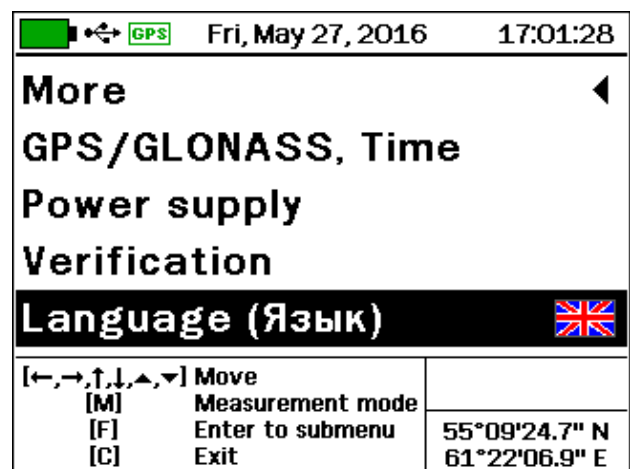 GPS Fri, May 27, 2016 17:01:28
More
GPS/GLONASS, Time
Power supply
Verification
Language (Язык)
[←,→,↑,↓,▲,▼] Move
[M] Measurement mode
[F] Enter to submenu 55°09'24.7" N
[C] Exit 61°22'06.9" E